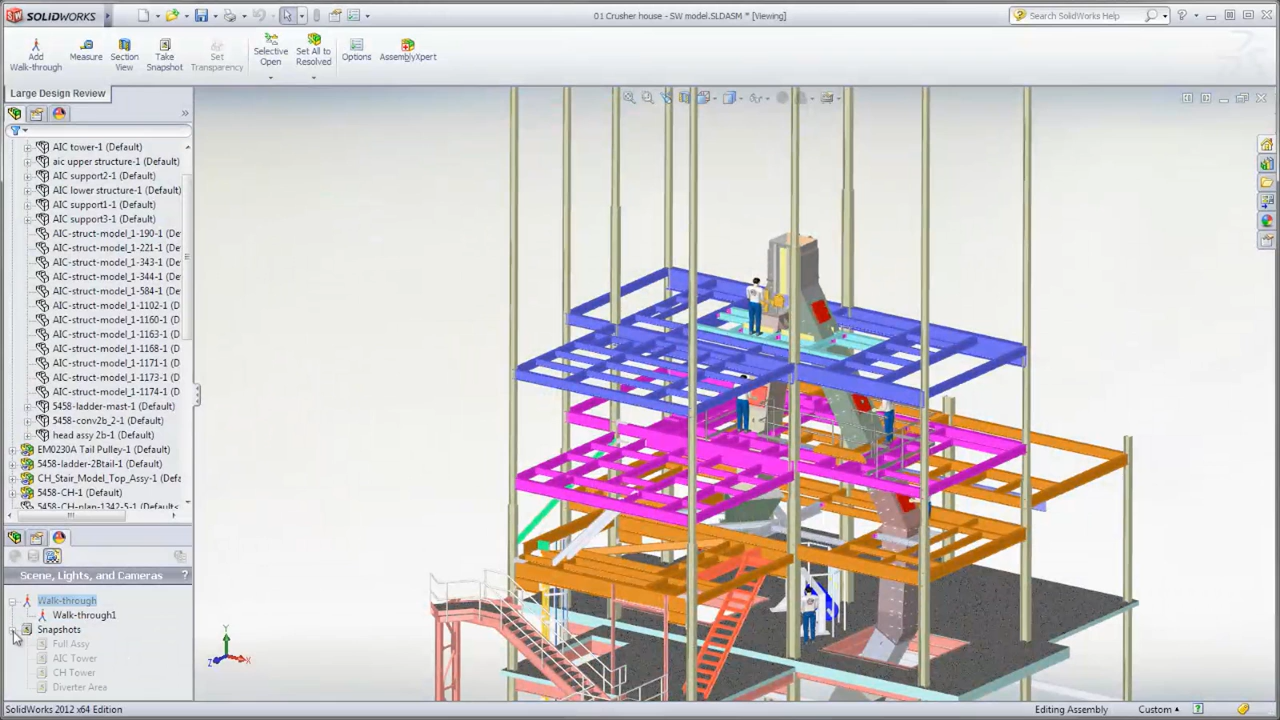 SOLIDWORKS
01 Crusher house - SW model.SLDASM * [Viewing]
Search SolidWorks Help
Add Walk-through
Measure
Section View
Take Snapshot
Set Transparency
Selective Open
Set All to Resolved
Options
AssemblyXpert
Large Design Review
AIC tower-1 (Default)
aic upper structure-1 (Default)
AIC support2-1 (Default)
AIC lower structure-1 (Default)
AIC support1-1 (Default)
AIC support3-1 (Default)
AIC-struct-model_1-190-1 (De
AIC-struct-model_1-221-1 (De
AIC-struct-model_1-343-1 (De
AIC-struct-model_1-344-1 (De
AIC-struct-model_1-584-1 (De
AIC-struct-model_1-1102-1 (D
AIC-struct-model_1-1160-1 (D
AIC-struct-model_1-1163-1 (D
AIC-struct-model_1-1168-1 (D
AIC-struct-model_1-1171-1 (D
AIC-struct-model_1-1173-1 (D
AIC-struct-model_1-1174-1 (D
5458-ladder-mast-1 (Default)
5458-conv2b_2-1 (Default)
head assy 2b-1 (Default)
EM0230A Tail Pulley-1 (Default)
5458-ladder-2Btail-1 (Default)
CH_Stair_Model_Top_Assy-1 (Def
5458-CH-1 (Default)
5458-CH-plan-1342-5-1 (Default<
Scene, Lights, and Cameras
?
Walk-through
Walk-through1
Snapshots
Full Assy
AIC Tower
CH Tower
Diverter Area
Y
Z
X
SolidWorks 2012 x64 Edition
Editing Assembly
Custom